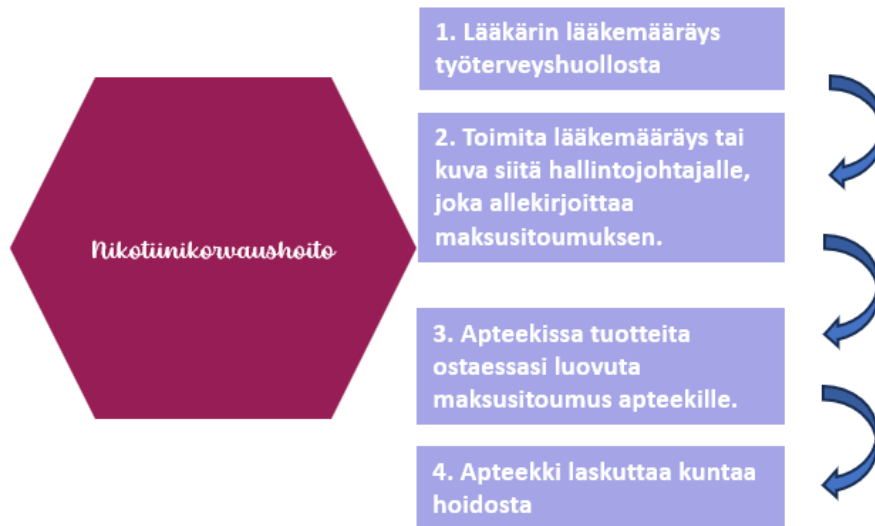 1. Lääkärin lääkemääräys
työterveyshuollosta
2. Toimita lääkemääräys tai
kuva siitä hallintojohtajalle,
joka allekirjoittaa
maksusitoumuksen.
Nikotiinikorvaushoito
3. Apteekissa tuotteita
ostaessasi luovuta
maksusitoumus apteekille.
4. Apteekki laskuttaa kuntaa
hoidosta